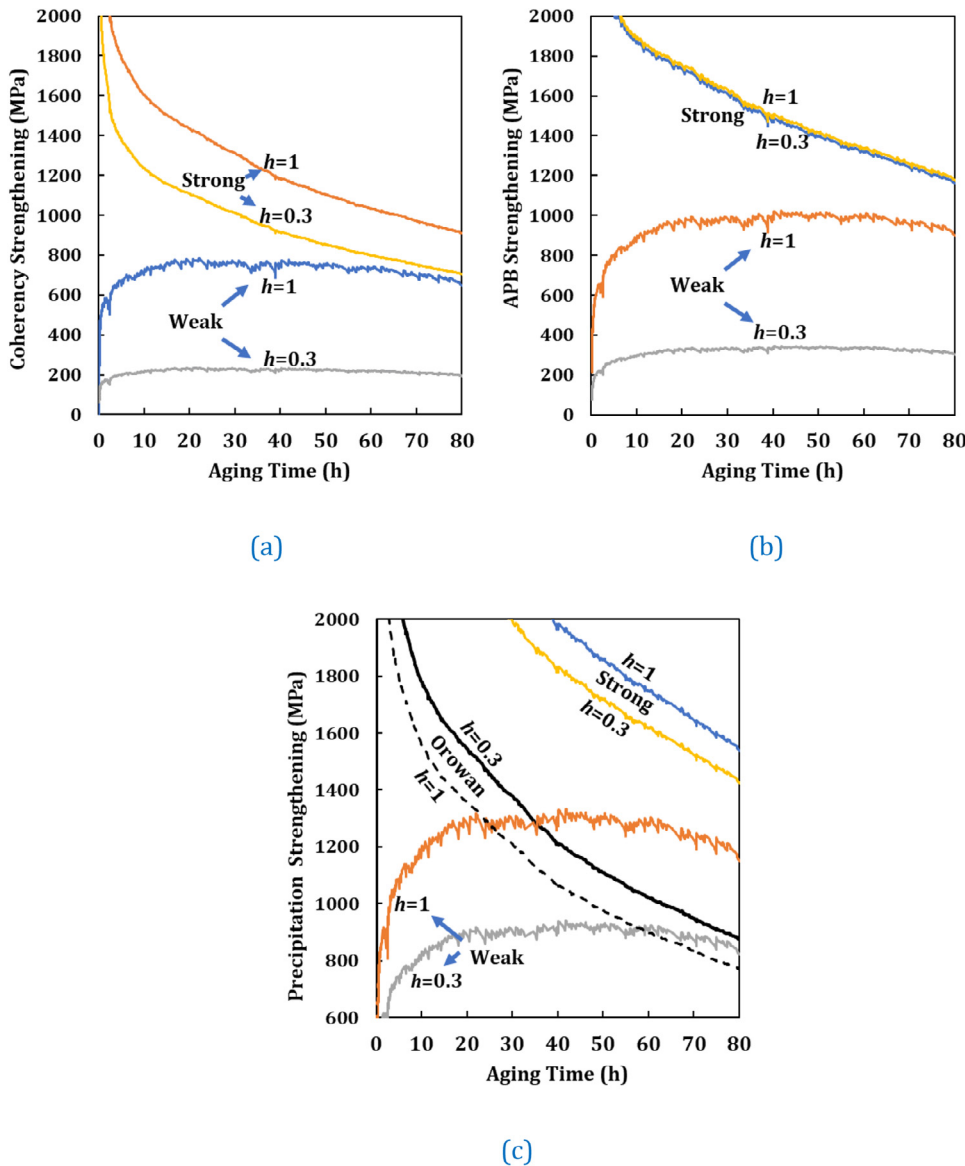 2000
1800
1600
1400
1200
1000
800
600
400
200
0
Coherency Strengthening (MPa)
h=1
Strong
h=0.3
h=1
Weak
h=0.3
0 10 20 30 40 50 60 70 80
Aging Time (h)
(a)
2000
1800
1600
1400
1200
1000
800
600
400
200
0
APB Strengthening (MPa)
h=1
Strong
h=0.3
h=1
Weak
h=0.3
0 10 20 30 40 50 60 70 80
Aging Time (h)
(b)
2000
1800
1600
1400
1200
1000
800
600
Precipitation Strengthening (MPa)
h=1
Strong
h=0.3
h=0.3
Orowan
h=1
h=1
Weak
h=0.3
0 10 20 30 40 50 60 70 80
Aging Time (h)
(c)